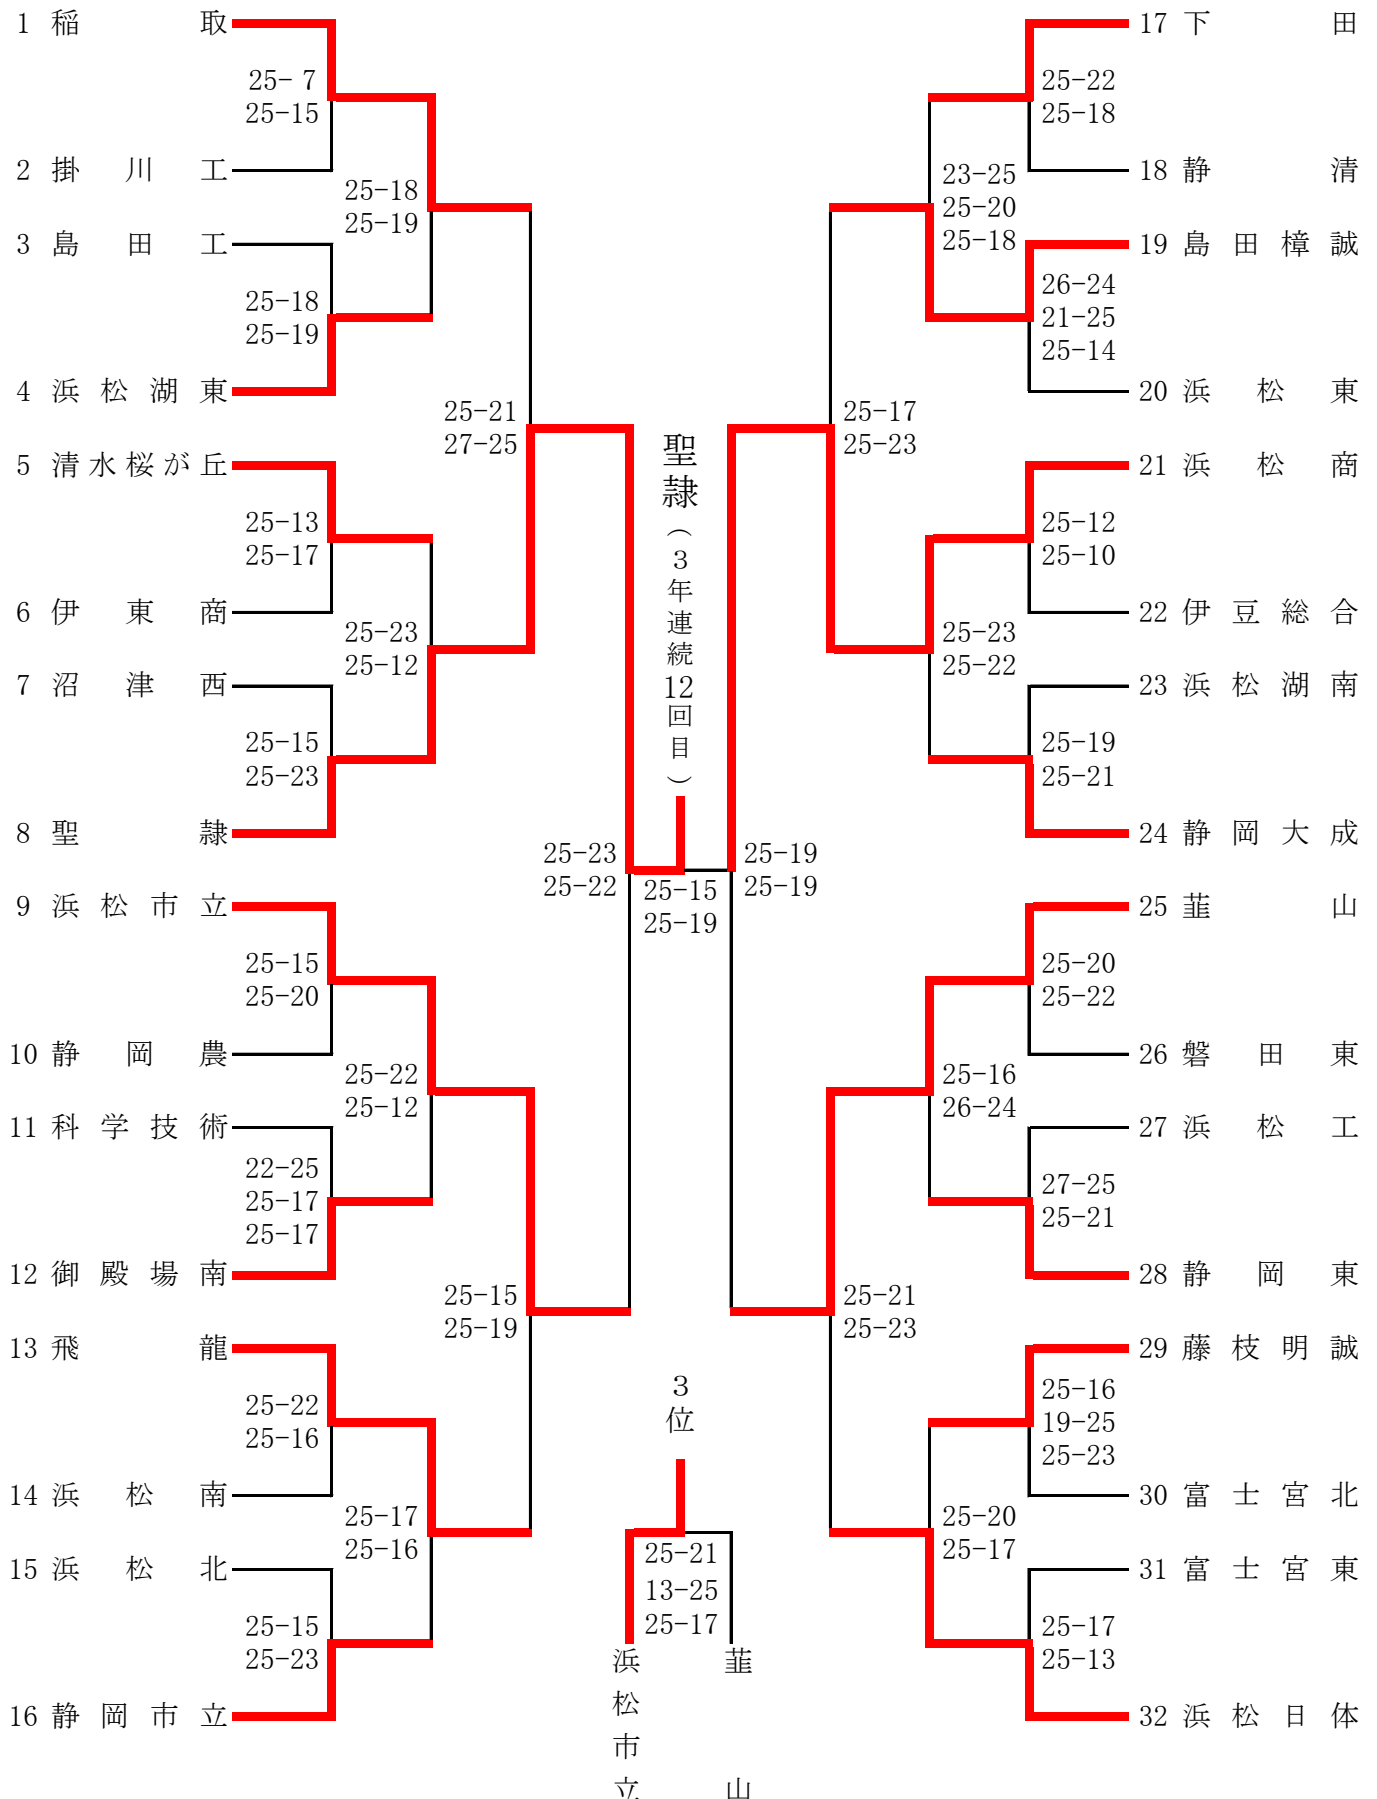 1 稲取
25- 7
25-15
2 掛川工
25-18
25-19
3 島田工
25-18
25-19
4 浜松湖東
25-21
27-25
5 清水桜が丘
25-13
25-17
6 伊東商
25-23
25-12
7 沼津西
25-15
25-23
8 聖隷
25-23
25-22
9 浜松市立
25-15
25-20
10 静岡農
25-22
25-12
11 科学技術
22-25
25-17
25-17
12 御殿場南
25-15
25-19
13 飛龍
25-22
25-16
14 浜松南
25-17
25-16
15 浜松北
25-15
25-23
16 静岡市立
聖隷（３年連続12回目）
25-15
25-19
３位
25-21
13-25
25-17
浜松市立
韮山
17 下田
25-22
25-18
18 静清
23-25
25-20
25-18
19 島田樟誠
26-24
21-25
25-14
20 浜松東
25-17
25-23
21 浜松商
25-12
25-10
22 伊豆総合
25-23
25-22
23 浜松湖南
25-19
25-21
24 静岡大成
25-19
25-19
25 韮山
25-20
25-22
26 磐田東
25-16
26-24
27 浜松工
27-25
25-21
28 静岡東
25-21
25-23
29 藤枝明誠
25-16
19-25
25-23
30 富士宮北
25-20
25-17
31 富士宮東
25-17
25-13
32 浜松日体